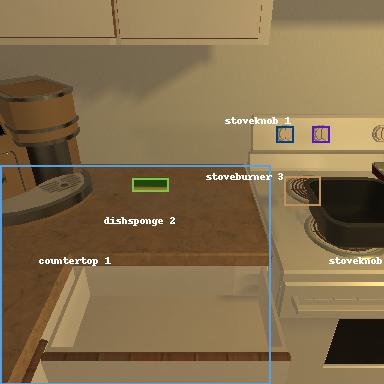 stoveknob 1
stoveburner 3
dishsponge 2
countertop 1
stoveknob